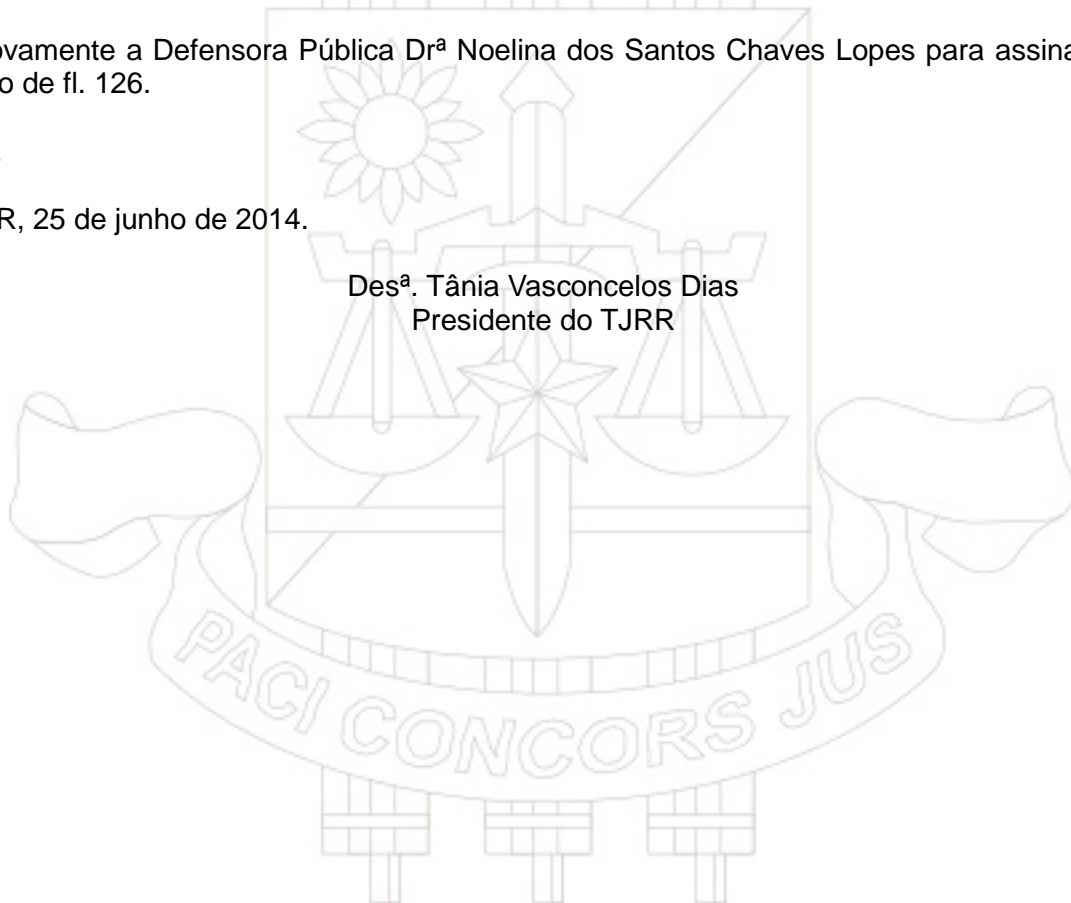 ovamente a Defensora Pública Drª Noelina dos Santos Chaves Lopes para assina
o de fl. 126.
R, 25 de junho de 2014.
Desª. Tânia Vasconcelos Dias
Presidente do TJRR
PACI CONCORS JUS